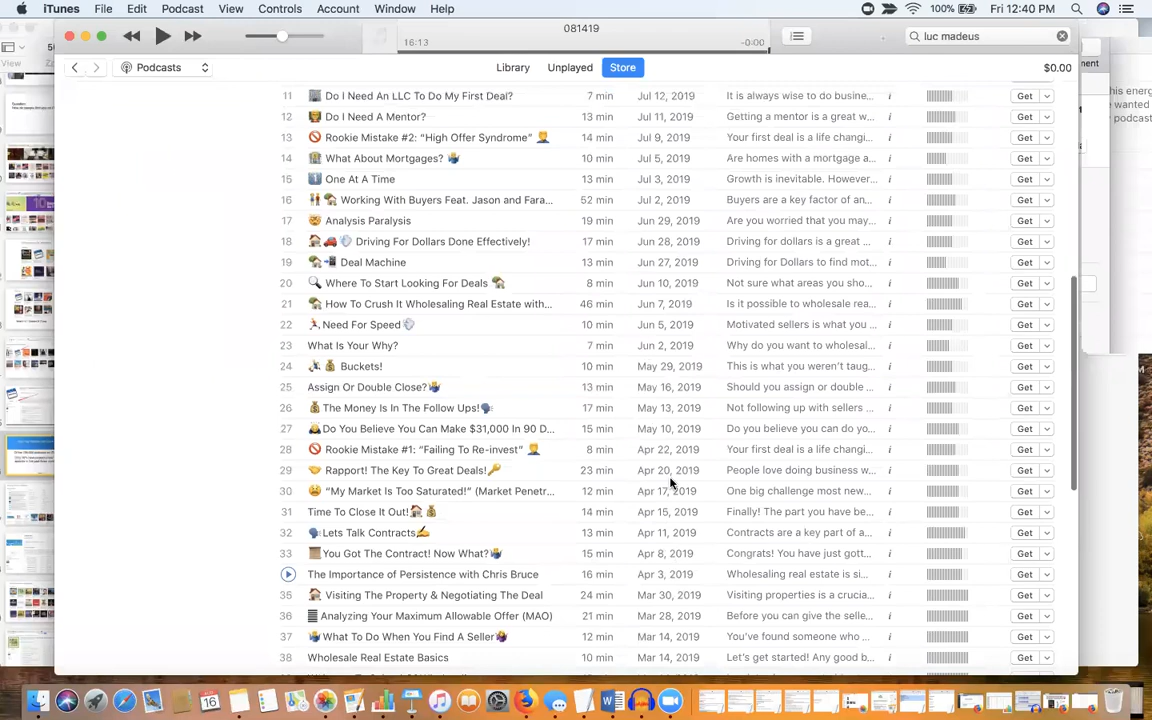 iTunes File Edit Podcast View Controls Account Window Help 100% Fri 12:40 PM
081419
16:13 -0:00
luc madeus
Podcasts Library Unplayed Store $0.00
11 Do I Need An LLC To Do My First Deal? 7 min Jul 12, 2019 It is always wise to do busine... i Get
12 Do I Need A Mentor? 13 min Jul 11, 2019 Getting a mentor is a great w... i Get
13 🚫 Rookie Mistake #2: “High Offer Syndrome” 🤦 14 min Jul 9, 2019 Your first deal is a life changi... i Get
14 What About Mortgages? 🤷 10 min Jul 5, 2019 Are homes with a mortgage a... i Get
15 1️⃣ One At A Time 10 min Jul 3, 2019 Growth is inevitable. However... i Get
16 Working With Buyers Feat. Jason and Fara... 52 min Jul 2, 2019 Buyers are a key factor of an... i Get
17 🤯 Analysis Paralysis 19 min Jun 29, 2019 Are you worried that you may... i Get
18 🏠🚗💨 Driving For Dollars Done Effectively! 17 min Jun 28, 2019 Driving for dollars is a great ... i Get
19 🏡📲 Deal Machine 13 min Jun 27, 2019 Driving for Dollars to find mot... i Get
20 🔍 Where To Start Looking For Deals 🏡 8 min Jun 10, 2019 Not sure what areas you sho... i Get
21 🏡 How To Crush It Wholesaling Real Estate with... 46 min Jun 7, 2019 Is it possible to wholesale rea... i Get
22 🏃Need For Speed💨 10 min Jun 5, 2019 Motivated sellers is what you ... i Get
23 What Is Your Why? 7 min Jun 2, 2019 Why do you want to wholesal... i Get
24 💰 Buckets! 10 min May 29, 2019 This is what you weren’t taug... i Get
25 Assign Or Double Close?🤷 13 min May 16, 2019 Should you assign or double ... i Get
26 💰The Money Is In The Follow Ups!🗣 17 min May 13, 2019 Not following up with sellers ... i Get
27 Do You Believe You Can Make $31,000 In 90 D... 15 min May 10, 2019 Do you believe you can do yo... i Get
28 🚫 Rookie Mistake #1: “Failing To Re-invest” 🤦 8 min Apr 22, 2019 Your first deal is a life changi... i Get
29 🤝 Rapport! The Key To Great Deals!🔑 23 min Apr 20, 2019 People love doing business w... i Get
30 😫 “My Market Is Too Saturated!” (Market Penetr... 12 min Apr 17, 2019 One big challenge most new... i Get
31 Time To Close It Out!🏠💰 14 min Apr 15, 2019 Finally! The part you have be... i Get
32 🗣Lets Talk Contracts✍️ 13 min Apr 11, 2019 Contracts are a key part of a... i Get
33 📜You Got The Contract! Now What?🤷 15 min Apr 8, 2019 Congrats! You have just gott... i Get
The Importance of Persistence with Chris Bruce 16 min Apr 3, 2019 Wholesaling real estate is si... i Get
35 🏠 Visiting The Property & Negotiating The Deal 24 min Mar 30, 2019 Visiting properties is a crucia... i Get
36 Analyzing Your Maximum Allowable Offer (MAO) 21 min Mar 28, 2019 Before you can give the selle... i Get
37 🤷What To Do When You Find A Seller🤷 12 min Mar 14, 2019 You’ve found someone who ... i Get
38 Wholesale Real Estate Basics 10 min Mar 14, 2019 Let’s get started! Any good b... i Get
View
this energ
wanted
y podcast
16